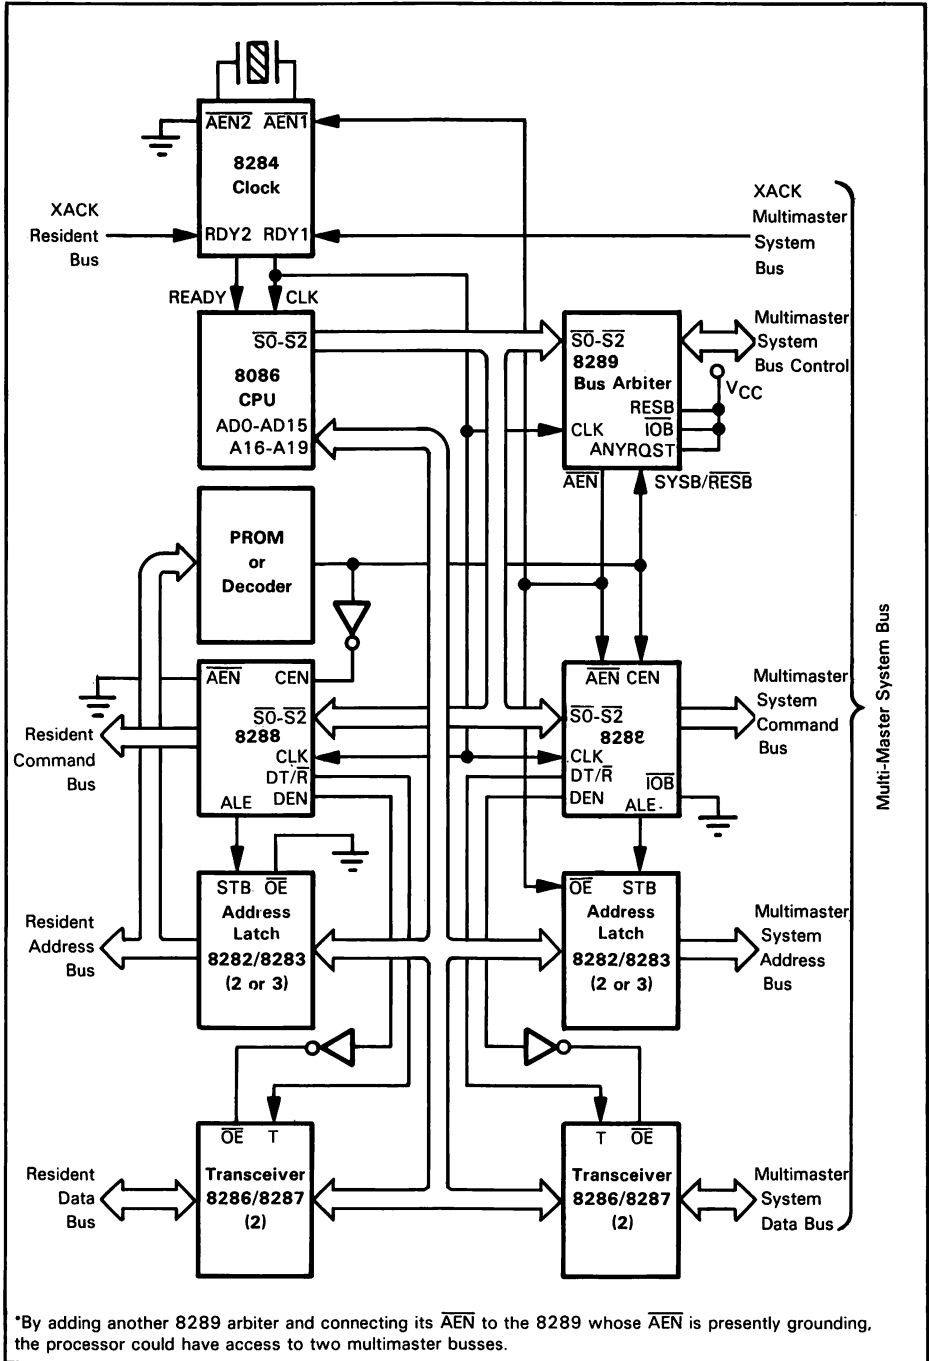 AEN2 AEN1
8284
Clock
XACK
Resident
Bus
RDY2 RDY1
XACK
Multimaster
System
Bus
READY CLK
S0-S2
8086
CPU
AD0-AD15
A16-A19
S0-S2
8289
Bus Arbiter
RESB
CLK IOB
ANYRQST
Multimaster
System
Bus Control
VCC
AEN SYSB/RESB
PROM
or
Decoder
AEN CEN
S0-S2
8288
CLK
DT/R
DEN
ALE
Resident
Command
Bus
AEN CEN
S0-S2
8288
CLK
DT/R
IOB
DEN
ALE.
Multimaster
System
Command
Bus
Multi-Master System Bus
STB OE
Address
Latch
8282/8283
(2 or 3)
Resident
Address
Bus
OE STB
Address
Latch
8282/8283
(2 or 3)
Multimaster
System
Address
Bus
OE T
Transceiver
8286/8287
(2)
Resident
Data
Bus
T OE
Transceiver
8286/8287
(2)
Multimaster
System
Data Bus
*By adding another 8289 arbiter and connecting its AEN to the 8289 whose AEN is presently grounding,
the processor could have access to two multimaster busses.